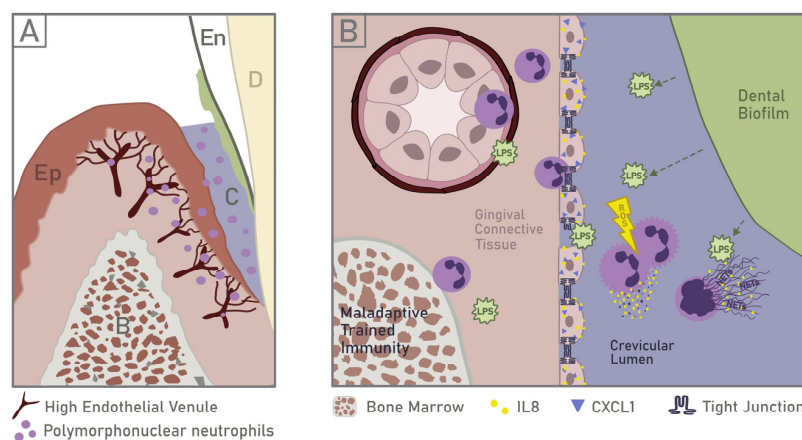 A
En
D
Ep
C
B
High Endothelial Venule
Polymorphonuclear neutrophils
B
LPS
Dental
Biofilm
LPS
LPS
Gingival
Connective
Tissue
ROS
LPS
LPS
NETs
NETs
NETs
Maladaptive
Trained
Immunity
LPS
Crevicular
Lumen
Bone Marrow
IL8
CXCL1
Tight Junction